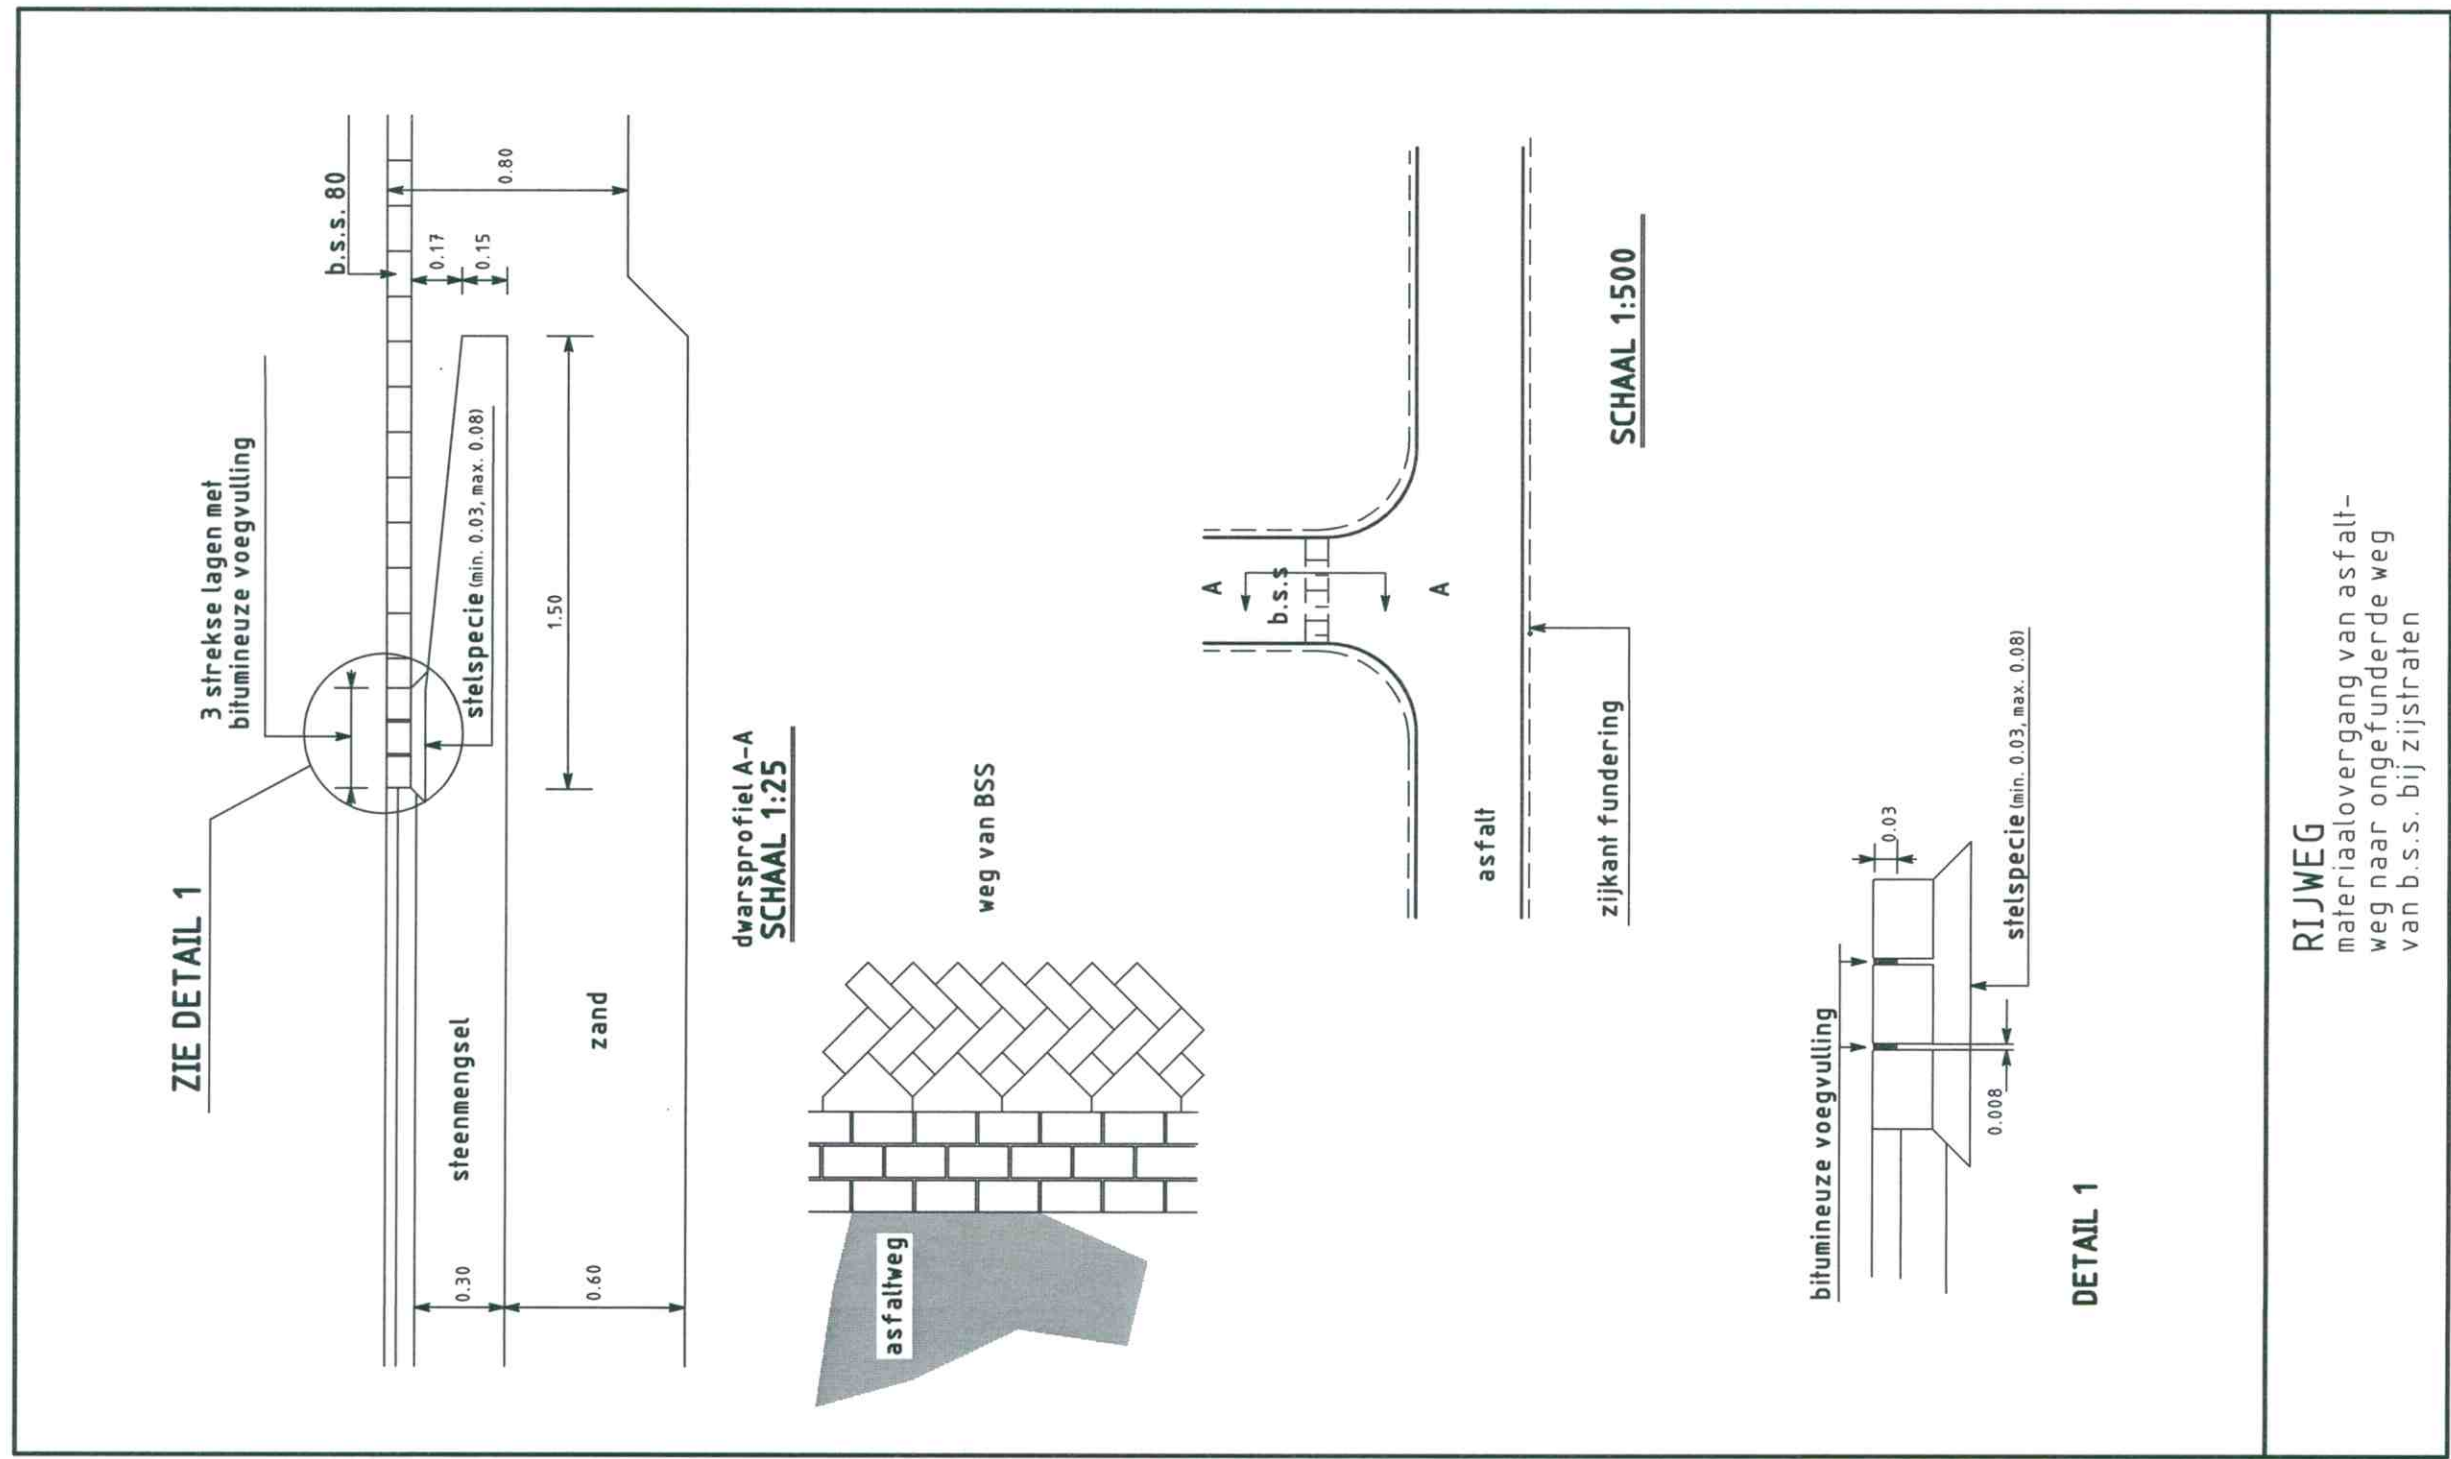 ZIE DETAIL 1
3 strekse lagen met
bitumineuze voegvulling
b.s.s. 80
0.17
0.15
0.80
stelspecie (min. 0.03, max. 0.08)
1.50
steenmengsel
zand
0.30
0.60
dwarsprofiel A-A
SCHAAL 1:25
asfaltweg
weg van BSS
A
b.s.s
A
asfalt
zijkant fundering
SCHAAL 1:500
bitumineuze voegvulling
0.03
0.008
stelspecie (min. 0.03, max. 0.08)
DETAIL 1
RIJWEG
materiaalovergang van asfalt-
weg naar ongefunderde weg
van b.s.s. bij zijstraten